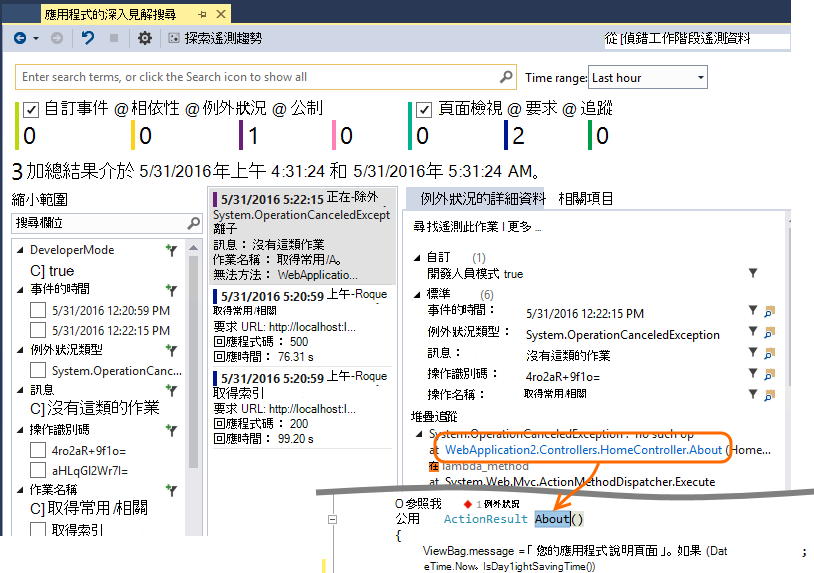 應用程式的深入見解搜尋
探索遙測趨勢
從 [偵錯工作階段遙測資料
Enter search terms, or click the Search icon to show all
Time range:
Last hour
自訂事件 @相依性 @例外狀況 @公制
頁面檢視 @要求 @追蹤
0
0
1
0
0
2
0
3加總結果介於 5/31/2016年上午 4:31:24 和 5/31/2016年 5:31:24 AM。
縮小範圍
搜尋欄位
DeveloperMode
C] true
事件的時間
5/31/2016 12:20:59 PM
5/31/2016 12:22:15 PM
例外狀況類型
System.OperationCanc...
訊息
C]沒有這類的作業
操作識別碼
4ro2aR+9f1o=
aHLqGl2Wr7I=
作業名稱
C]取得常用/相關
取得索引
5/31/2016 5:22:15 正在-除外
System.OperationCanceledExcept
離子
訊息： 沒有這類作業
作業名稱： 取得常用/A。
無法方法： WebApplicatio...
5/31/2016 5:20:59 上午-Roque
取得常用/相關
要求 URL: http://localhost:l...
回應程式碼： 500
回應時間： 76.31 s
5/31/2016 5:20:59 上午-Roque
取得索引
要求 URL: http://localhost:l...
回應程式碼： 200
回應時間： 99.20 s
例外狀況的詳細資料
相關項目
尋找遙測此作業 | 更多 ...
自訂 (1)
開發人員模式 true
標準 (6)
事件的時間： 5/31/2016 12:22:15 PM
例外狀況類型： System.OperationCanceledException
訊息： 沒有這類的作業
操作識別碼： 4ro2aR+9f1o=
操作名稱： 取得常用/相關
堆疊追蹤
System.OperationCanceledException : no such op
at WebApplication2.Controllers.HomeController.About (Home...
在 lambda_method
at System.Web.Mvc.ActionMethodDispatcher.Execute
O 參照我 1 例外狀況
公用 ActionResult About()
{
ViewBag.message =「 您的應用程式說明頁面 」。如果 (Dat ;
eTime.Now。IsDay1ightSavingTime())